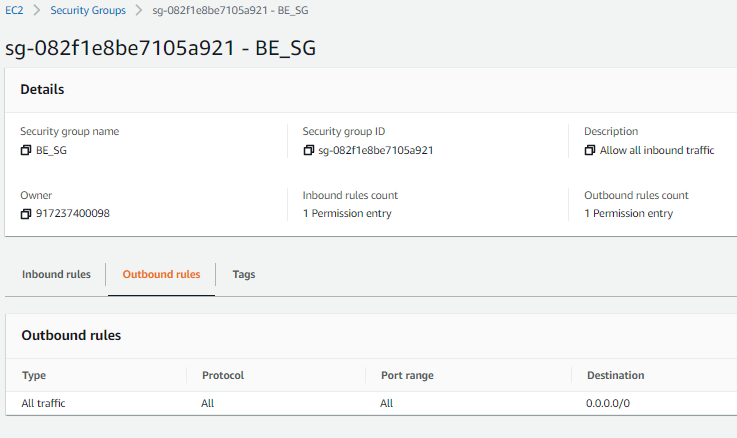 EC2 > Security Groups > sg-082f1e8be7105a921 - BE_SG
sg-082f1e8be7105a921 - BE_SG
Details
Security group name Security group ID Description
BE_SG sg-082f1e8be7105a921 Allow all inbound traffic
Owner Inbound rules count Outbound rules count
917237400098 1 Permission entry 1 Permission entry
Inbound rules Outbound rules Tags
Outbound rules
Type Protocol Port range Destination
All traffic All All 0.0.0.0/0